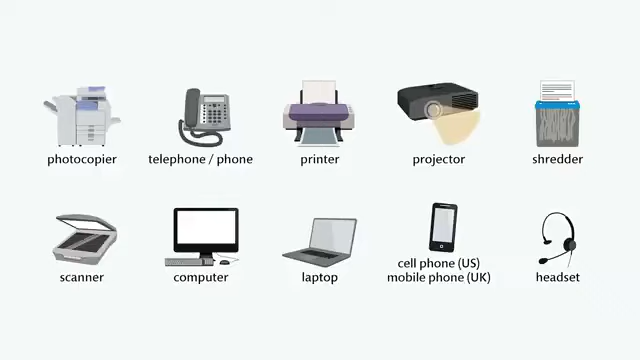 photocopier
telephone / phone
printer
projector
shredder
scanner
computer
laptop
cell phone (US)
mobile phone (UK)
headset